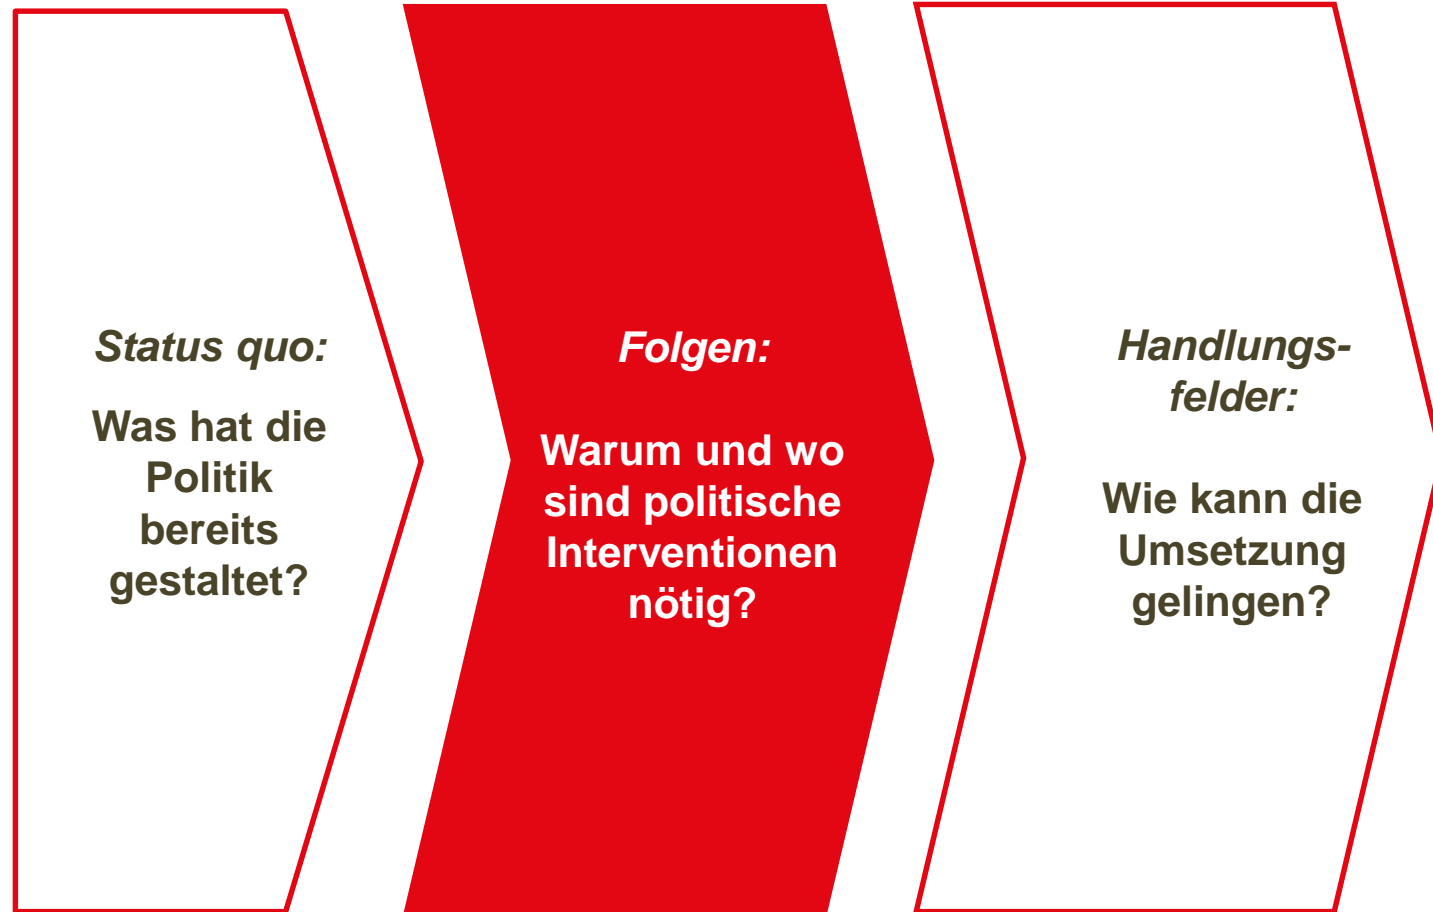 Status quo:
Was hat die
Politik
bereits
gestaltet?
Folgen:
Warum und wo
sind politische
Interventionen
nötig?
Handlungs-
felder:
Wie kann die
Umsetzung
gelingen?